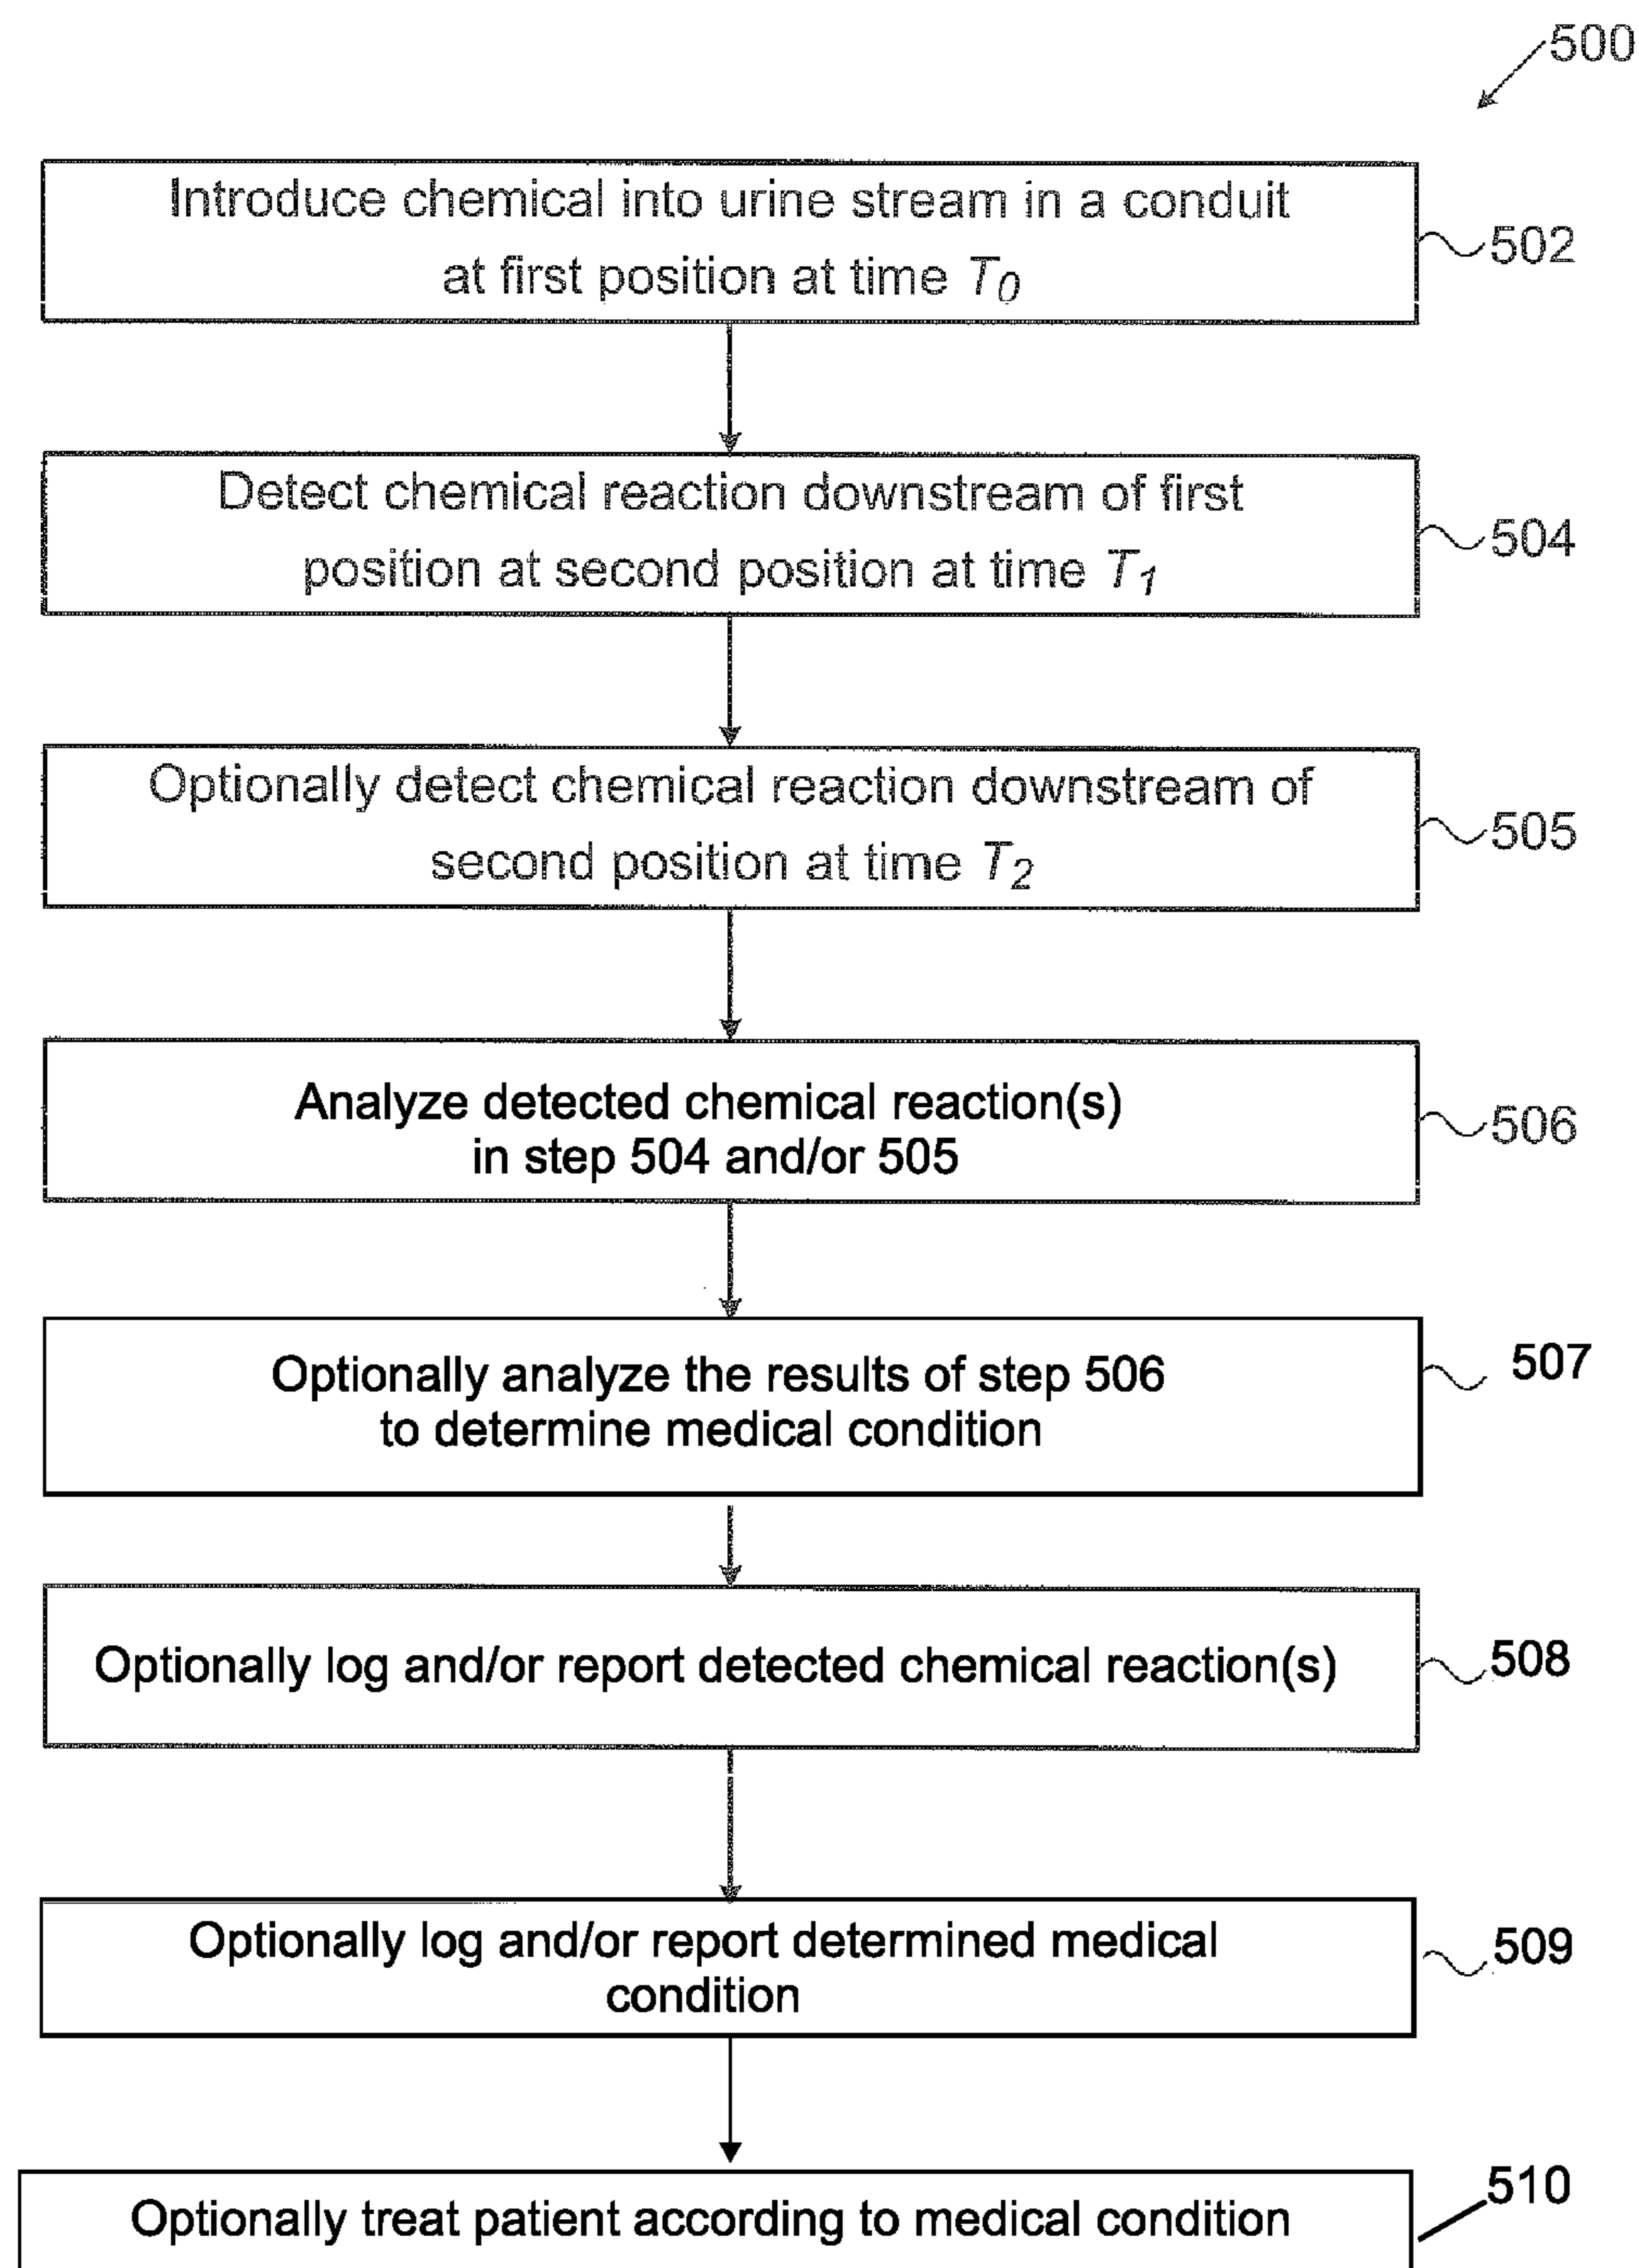 500
Introduce chemical into urine stream in a conduit
at first position at time T0
502
Detect chemical reaction downstream of first
position at second position at time T1
504
Optionally detect chemical reaction downstream of
second position at time T2
505
Analyze detected chemical reaction(s)
in step 504 and/or 505
506
Optionally analyze the results of step 506
to determine medical condition
507
Optionally log and/or report detected chemical reaction(s)
508
Optionally log and/or report determined medical
condition
509
Optionally treat patient according to medical condition
510